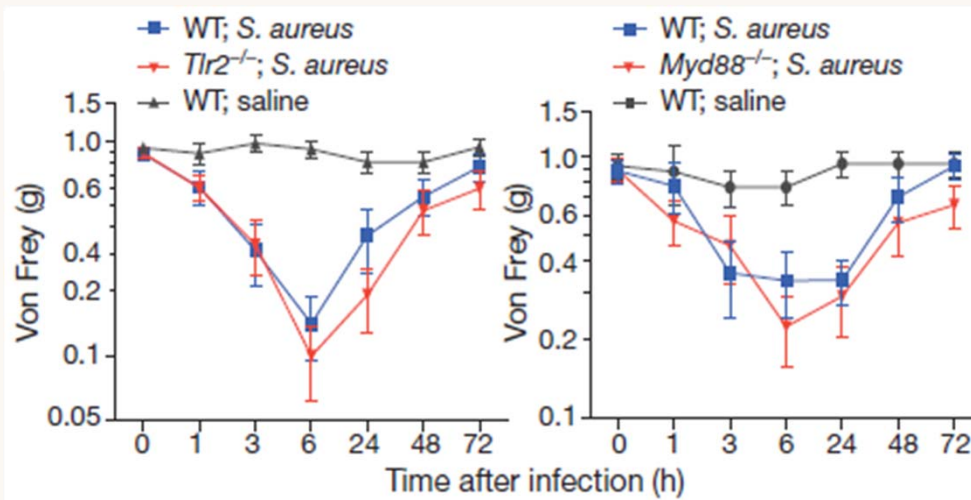 WT; S. aureus
Tlr2–/–; S. aureus
WT; saline
1.5
1.0
0.6
0.4
0.2
0.1
0.05
Von Frey (g)
0 1 3 6 24 48 72
WT; S. aureus
Myd88–/–; S. aureus
WT; saline
1.5
1.0
0.6
0.4
0.2
0.1
Von Frey (g)
0 1 3 6 24 48 72
Time after infection (h)